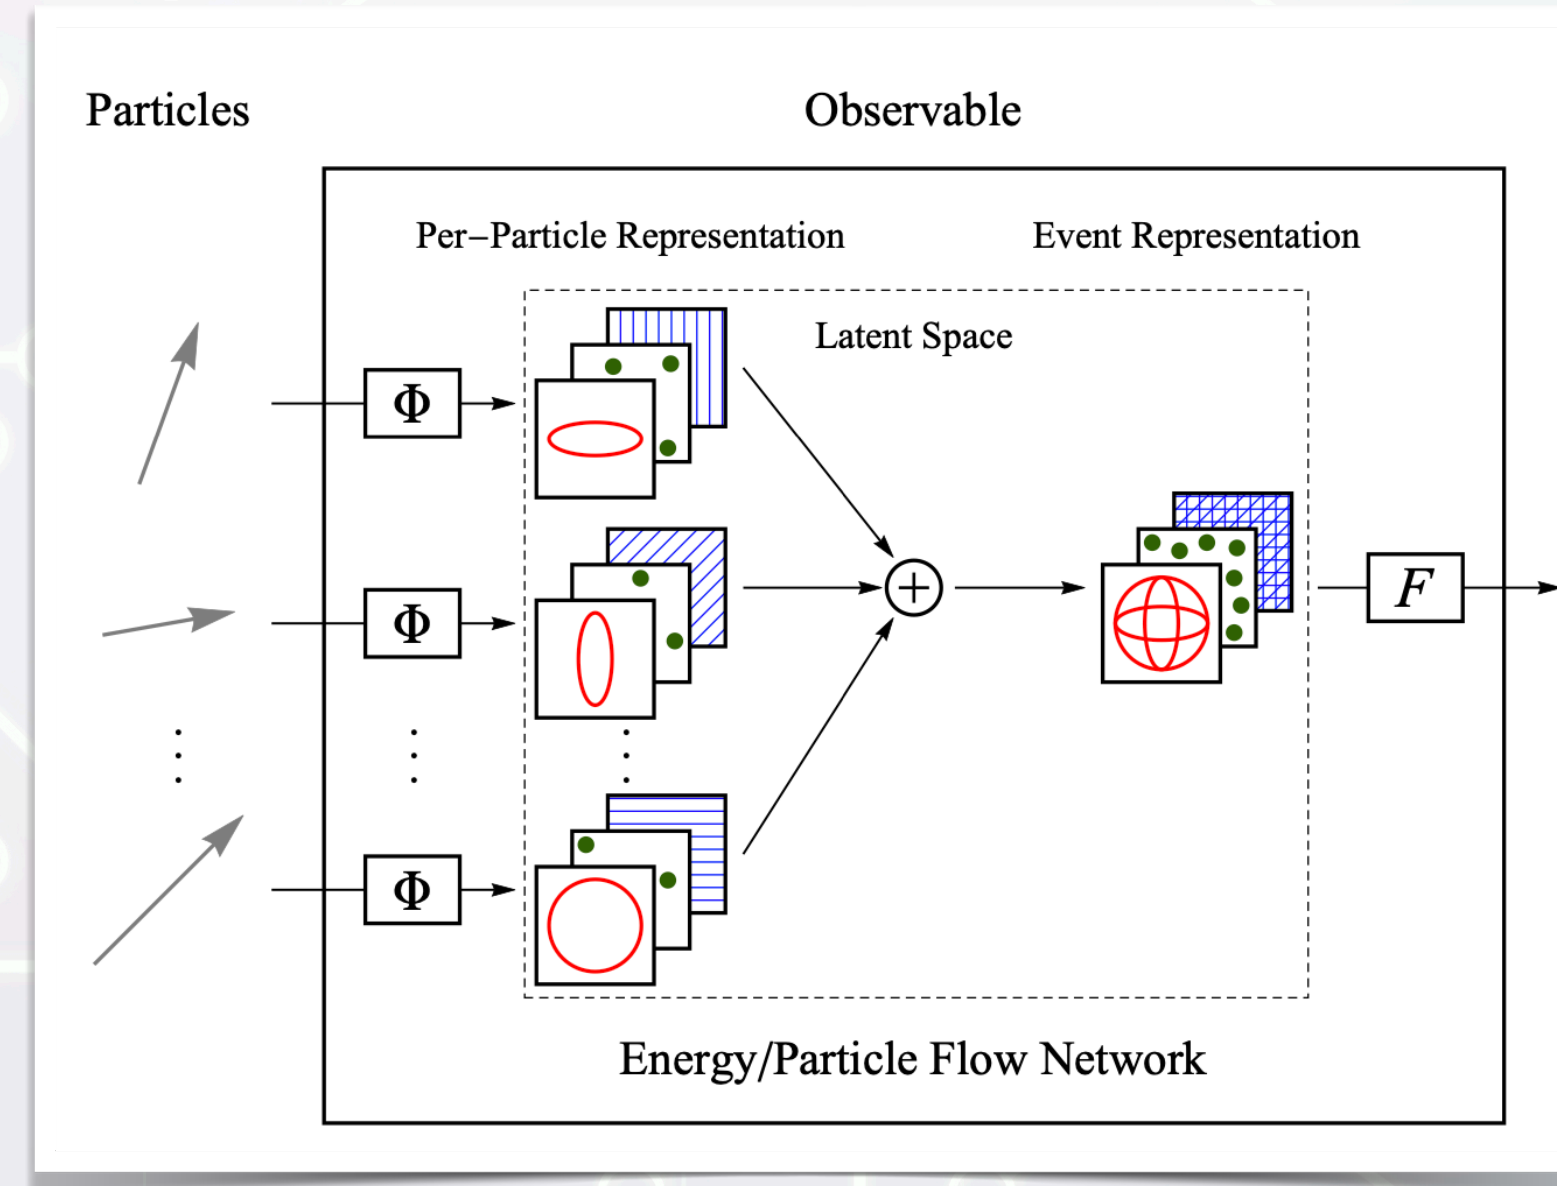 Particles
Observable
Per–Particle Representation
Event Representation
Latent Space
Φ
Φ
+
F
Φ
Energy/Particle Flow Network